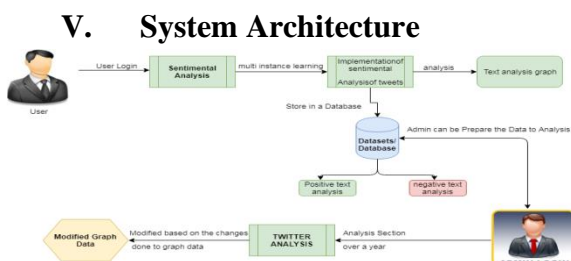 V. System Architecture
User Login
Sentimental
Analysis
multi instance learning
Implementationof
sentimental
Analysisof tweets
analysis
Text analysis graph
User
Store in a Database
Datasets/
Database
Admin can be Prepare the Data to Analysis
Positive text
analysis
negative text
analysis
Modified Graph
Data
Modified based on the changes
done to graph data
TWITTER
ANALYSIS
Analysis Section
over a year